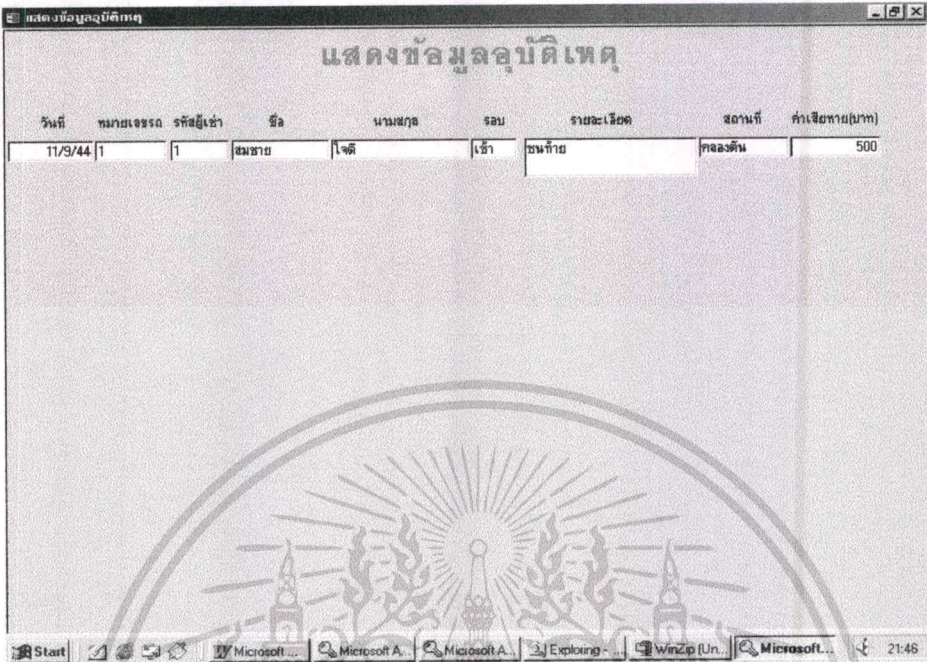 แสดงข้อมูลอุบัติเหตุ
แสดงข้อมูลอุบัติเหตุ
วันที่ หมายเลขรถ รหัสผู้เช่า ชื่อ นามสกุล รอบ รายละเอียด สถานที่ ค่าเสียหาย(บาท)
11/9/44 1 1 สมชาย ใจดี เช้า ชนท้าย คลองตัน 500
Start Microsoft ... Microsoft A... Microsoft A... Exploring - ... WinZip (Un... Microsoft... 21:46